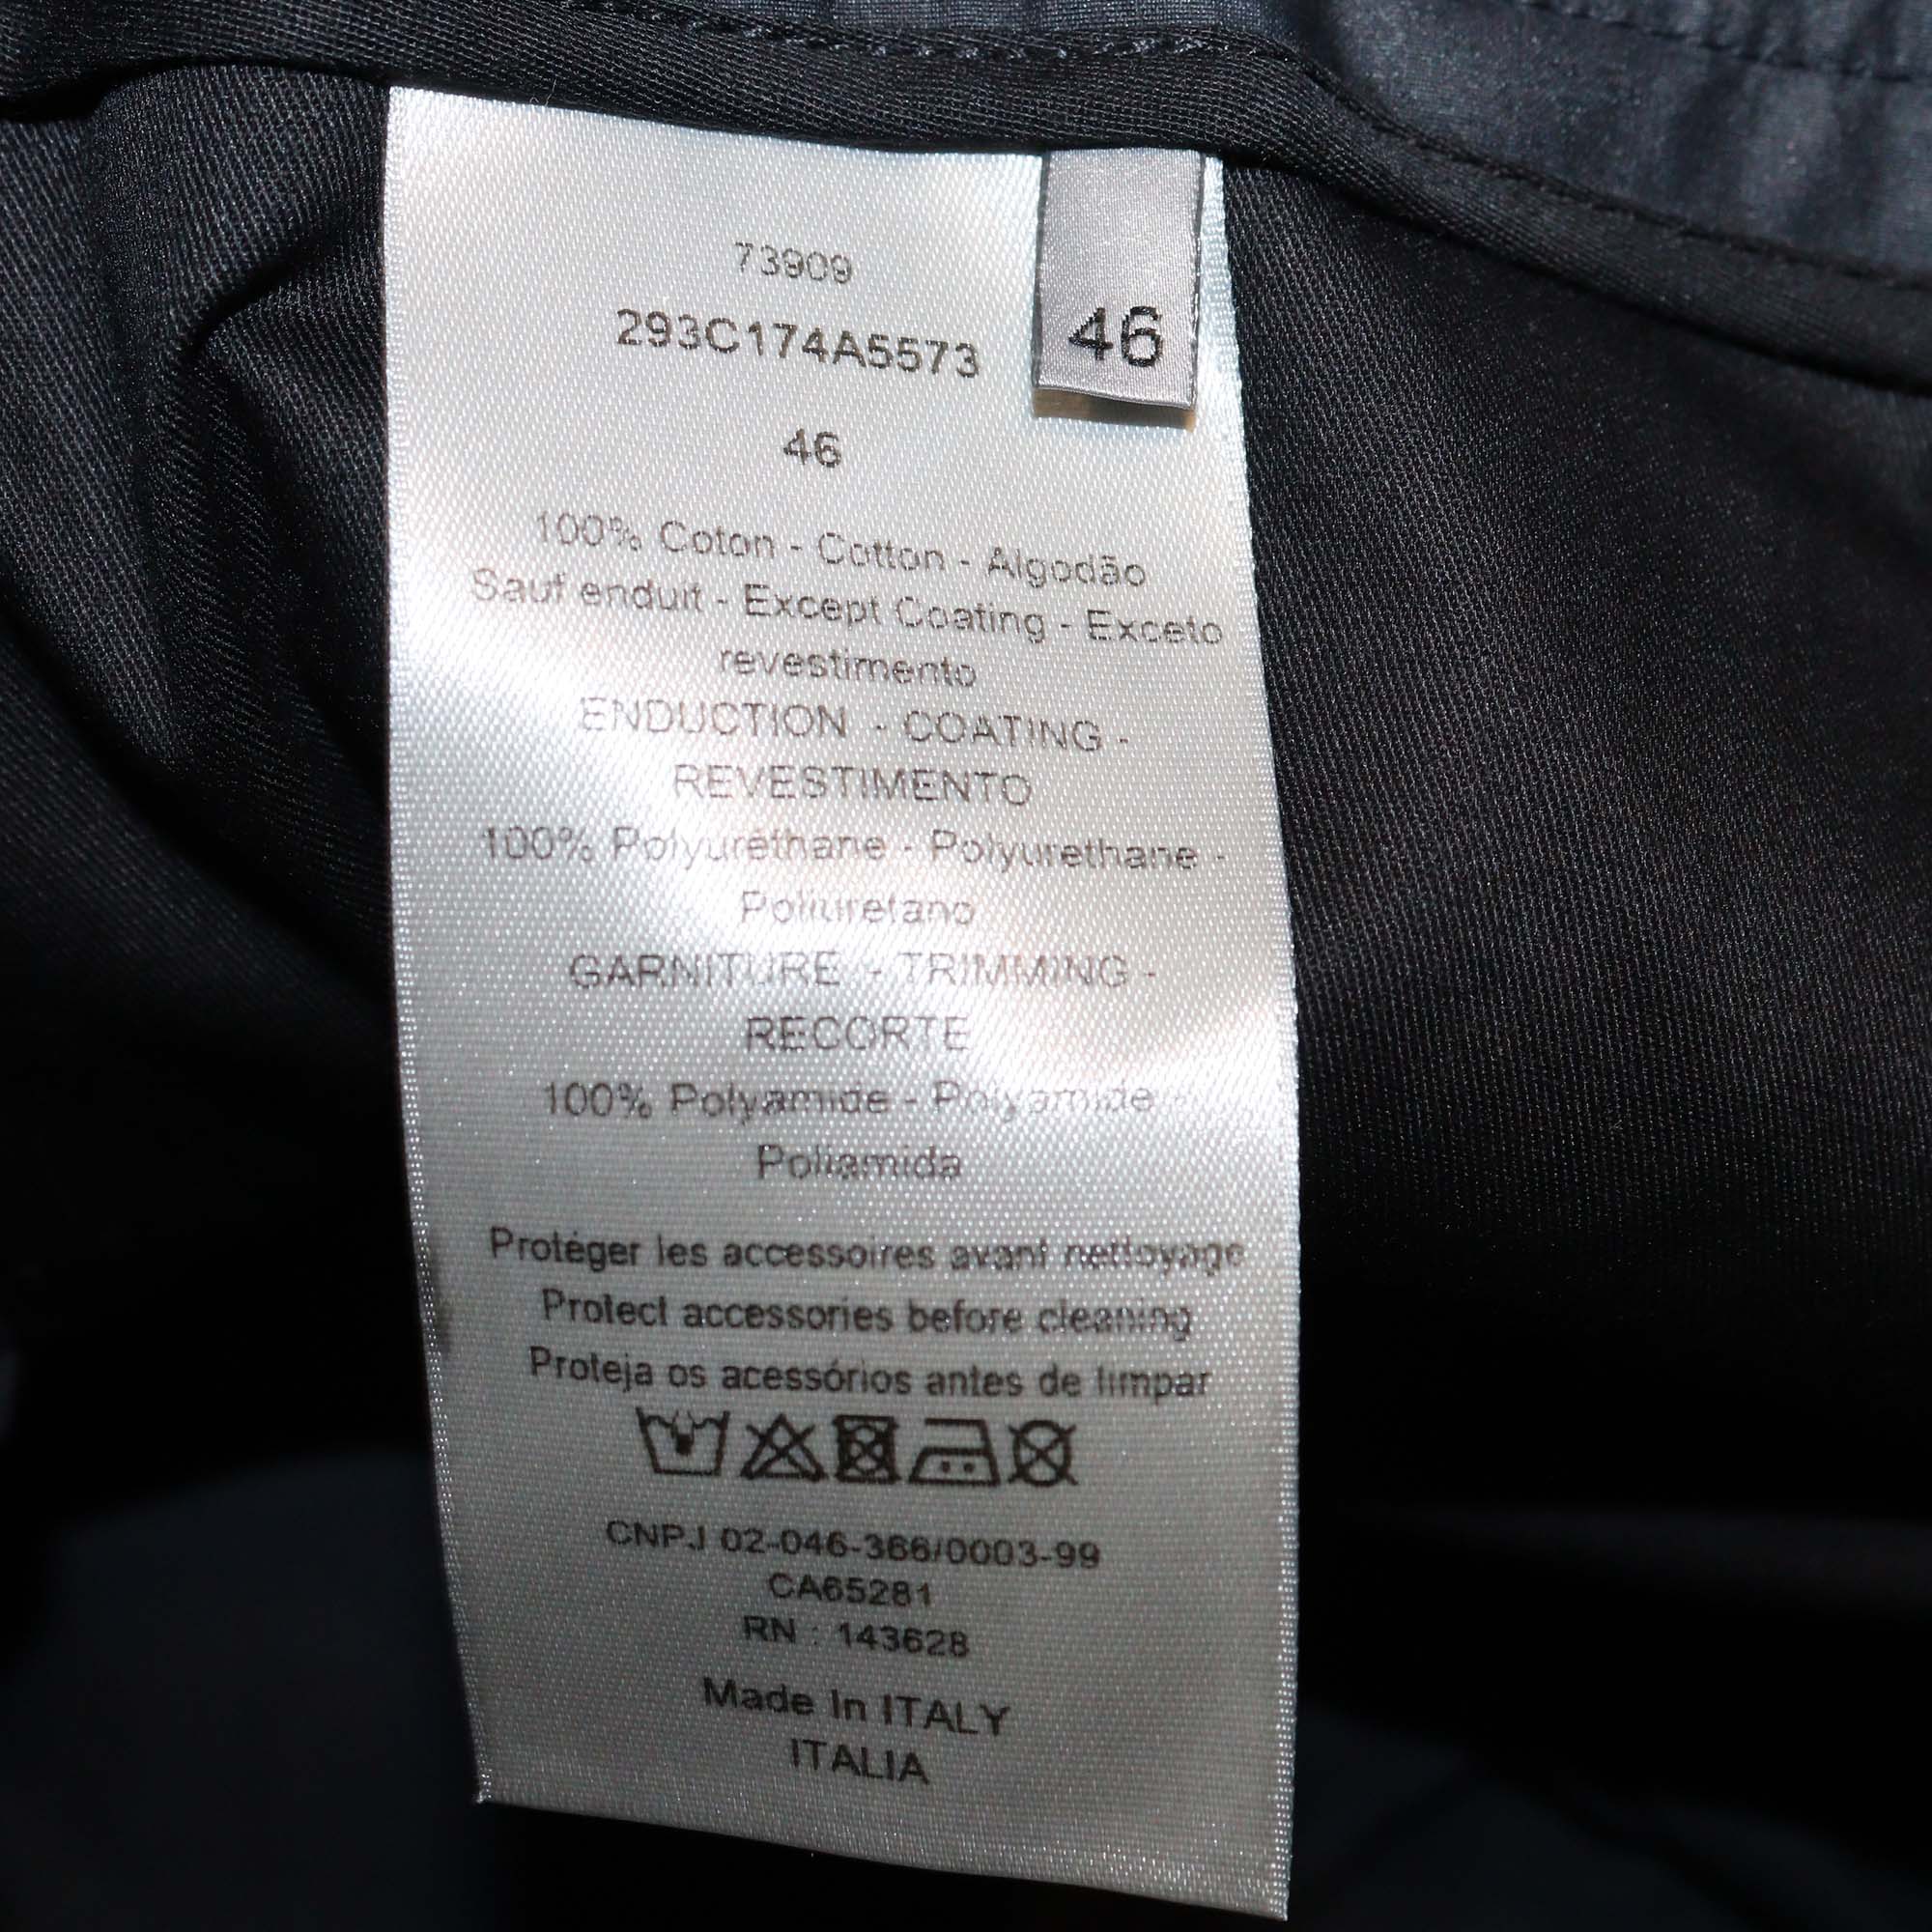 73909
293C174A5573
46
46
100% Coton - Cotton - Algodão
Sauf enduit - Except Coating - Exceto
revestimento
ENDUCTION - COATING -
REVESTIMENTO
100% Polyuréthane - Polyurethane -
Poliuretano
GARNITURE - TRIMMING -
RECORTE
100% Polyamide - Polyamide -
Poliamida
Protéger les accessoires avant nettoyage
Protect accessories before cleaning
Proteja os acessórios antes de limpar
CNPJ 02-046-366/0003-99
CA65281
RN : 143628
Made In ITALY
ITALIA